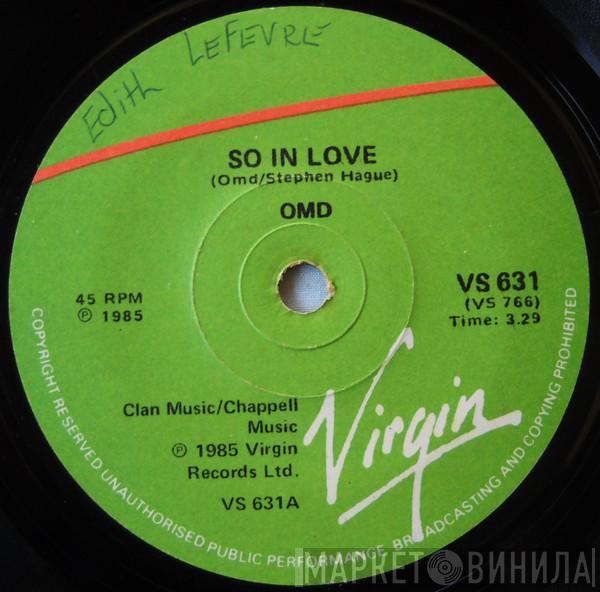 Edith LEFEVRE
SO IN LOVE
(Omd/Stephen Hague)
OMD
45 RPM
℗ 1985
VS 631
(VS 766)
Time: 3.29
Clan Music/Chappell
Music
℗ 1985 Virgin
Records Ltd.
VS 631A
Virgin
COPYRIGHT RESERVED UNAUTHORISED PUBLIC PERFORMANCE BROADCASTING AND COPYING PROHIBITED
МАРКЕТ ВИНИЛА